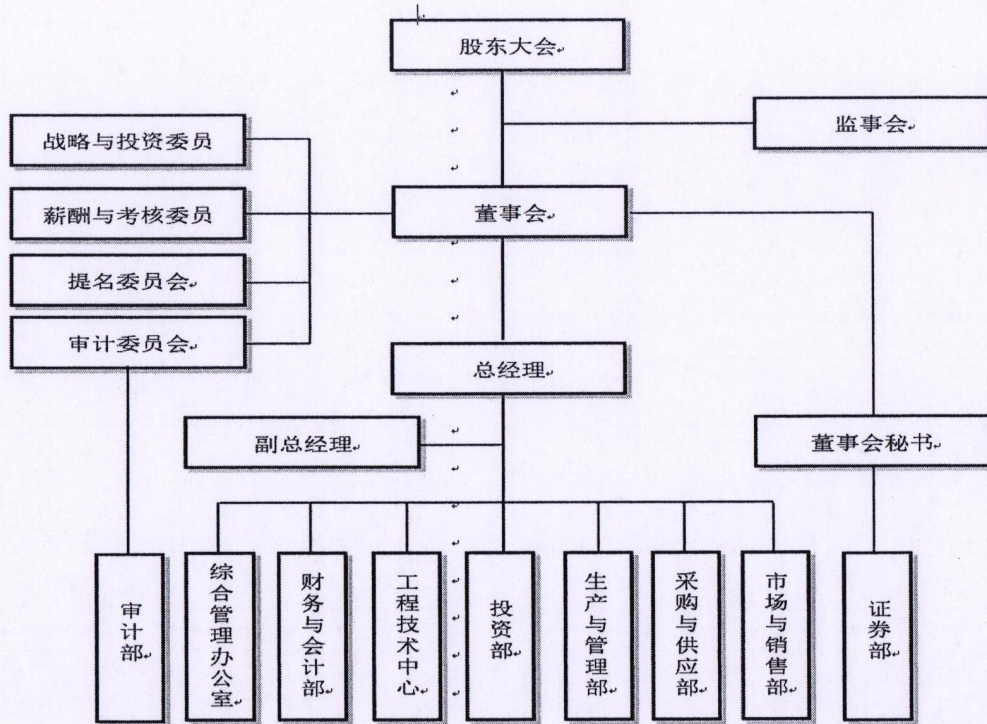 股东大会
监事会
战略与投资委员
薪酬与考核委员
董事会
提名委员会
审计委员会
总经理
副总经理
董事会秘书
审计部
综合管理办公室
财务与会计部
工程技术中心
投资部
生产与管理部
采购与供应部
市场与销售部
证券部